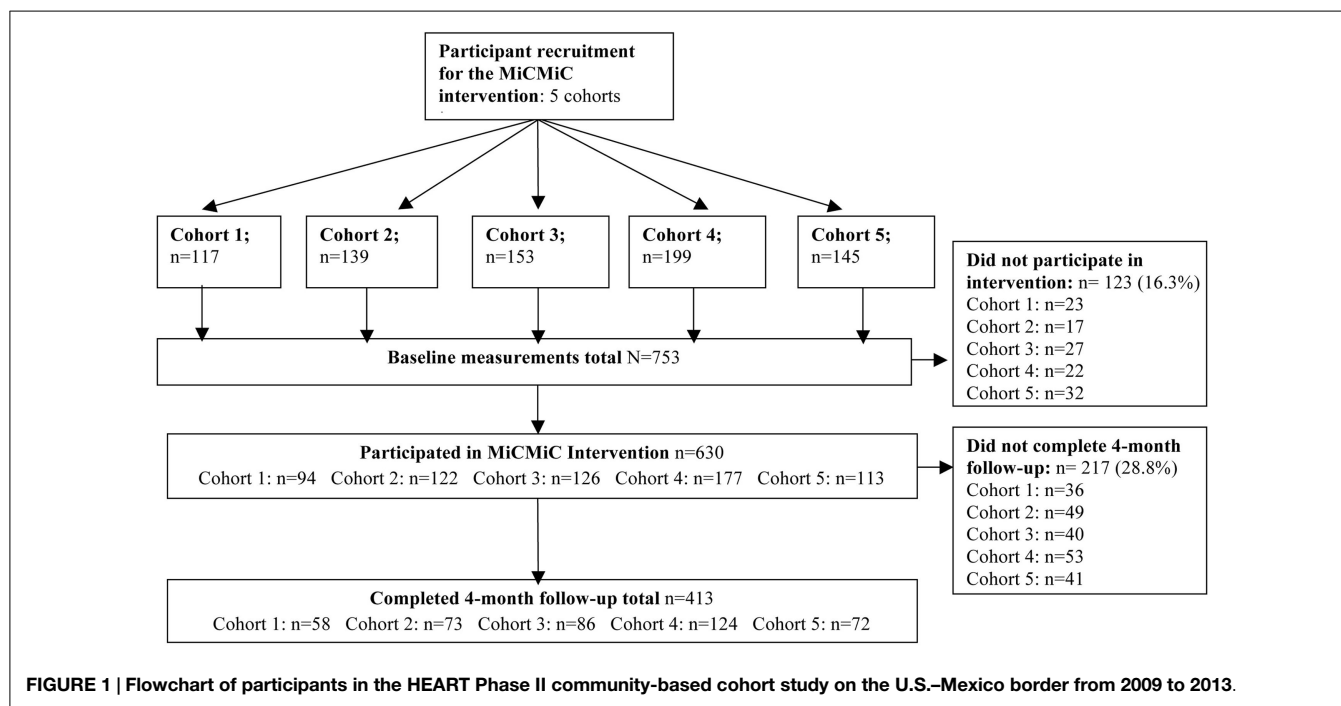 Participant recruitment
for the MiCMiC
intervention: 5 cohorts
Cohort 1;
n=117
Cohort 2;
n=139
Cohort 3;
n=153
Cohort 4;
n=199
Cohort 5;
n=145
Did not participate in
intervention: n= 123 (16.3%)
Cohort 1: n=23
Cohort 2: n=17
Cohort 3: n=27
Cohort 4: n=22
Cohort 5: n=32
Baseline measurements total N=753
Participated in MiCMiC Intervention n=630
Cohort 1: n=94 Cohort 2: n=122 Cohort 3: n=126 Cohort 4: n=177 Cohort 5: n=113
Did not complete 4-month
follow-up: n= 217 (28.8%)
Cohort 1: n=36
Cohort 2: n=49
Cohort 3: n=40
Cohort 4: n=53
Cohort 5: n=41
Completed 4-month follow-up total n=413
Cohort 1: n=58 Cohort 2: n=73 Cohort 3: n=86 Cohort 4: n=124 Cohort 5: n=72
FIGURE 1 | Flowchart of participants in the HEART Phase II community-based cohort study on the U.S.–Mexico border from 2009 to 2013.